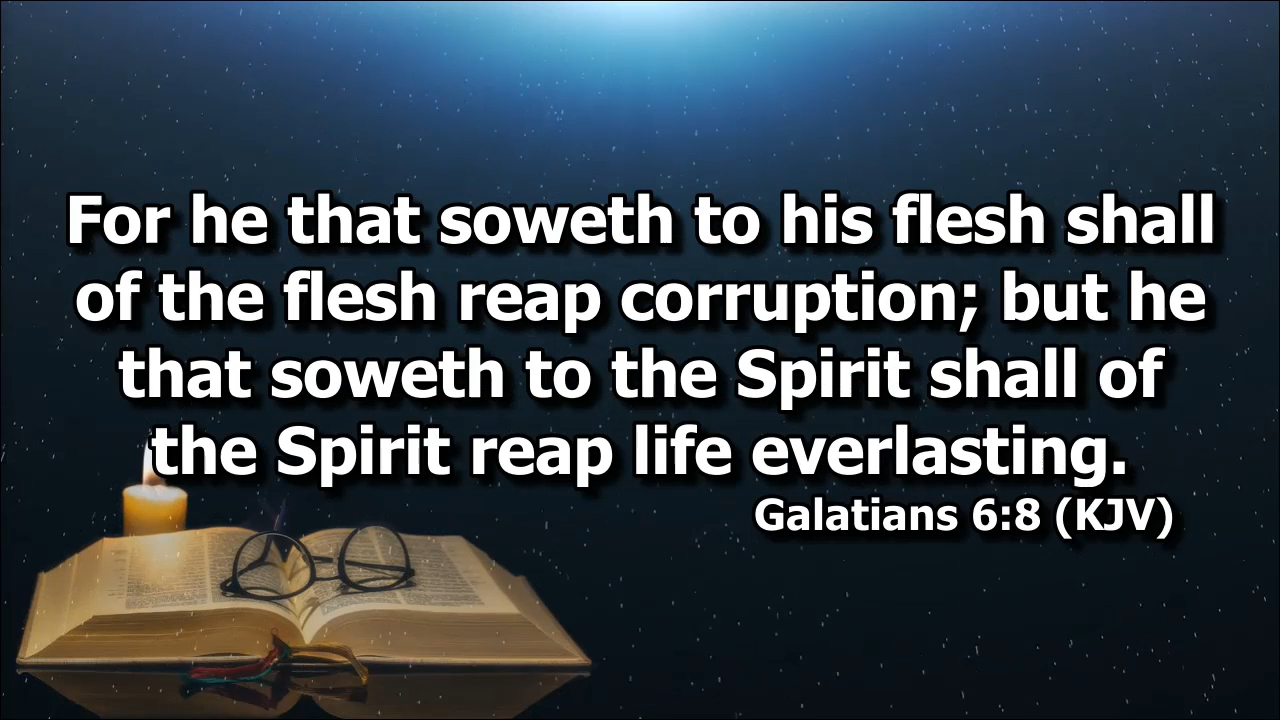 For he that soweth to his flesh shall
of the flesh reap corruption; but he
that soweth to the Spirit shall of
the Spirit reap life everlasting.
Galatians 6:8 (KJV)